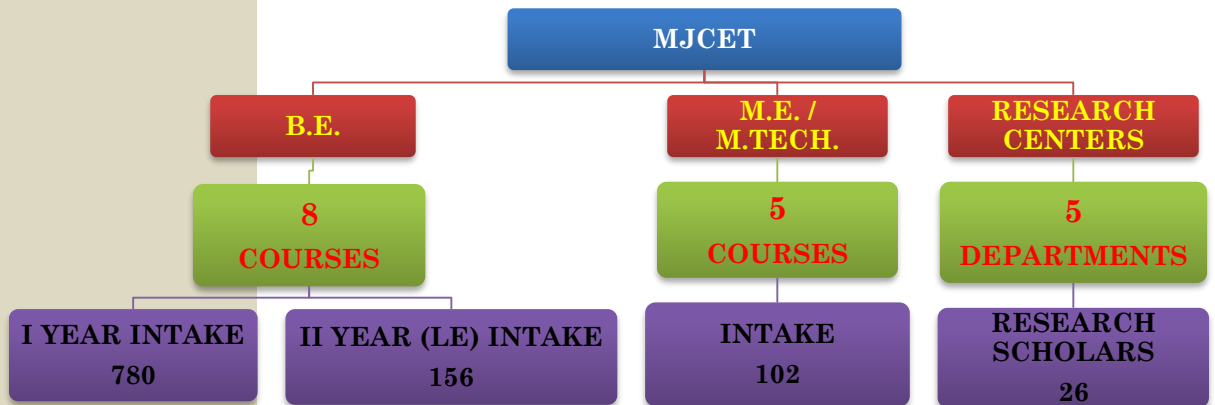 MJCET
B.E.
M.E. /
M.TECH.
RESEARCH
CENTERS
8
COURSES
5
COURSES
5
DEPARTMENTS
I YEAR INTAKE
780
II YEAR (LE) INTAKE
156
INTAKE
102
RESEARCH
SCHOLARS
26